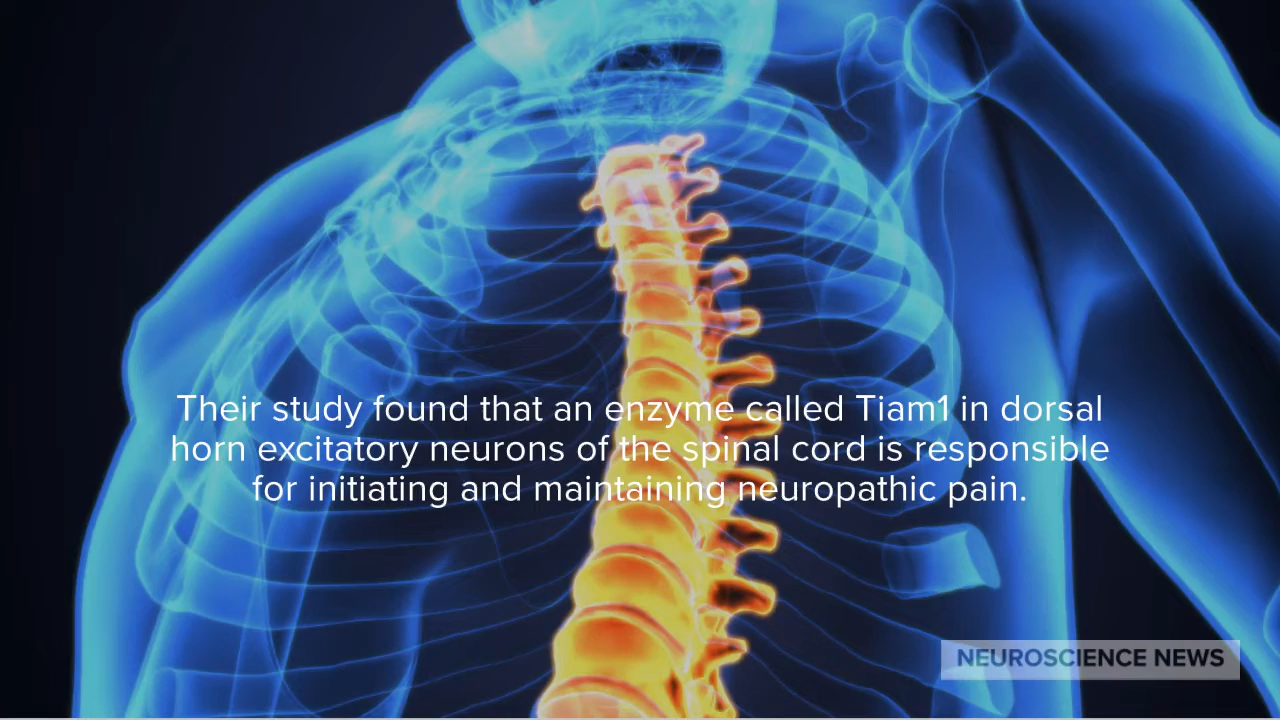 Their study found that an enzyme called Tiam1 in dorsal
horn excitatory neurons of the spinal cord is responsible
for initiating and maintaining neuropathic pain.
NEUROSCIENCE NEWS